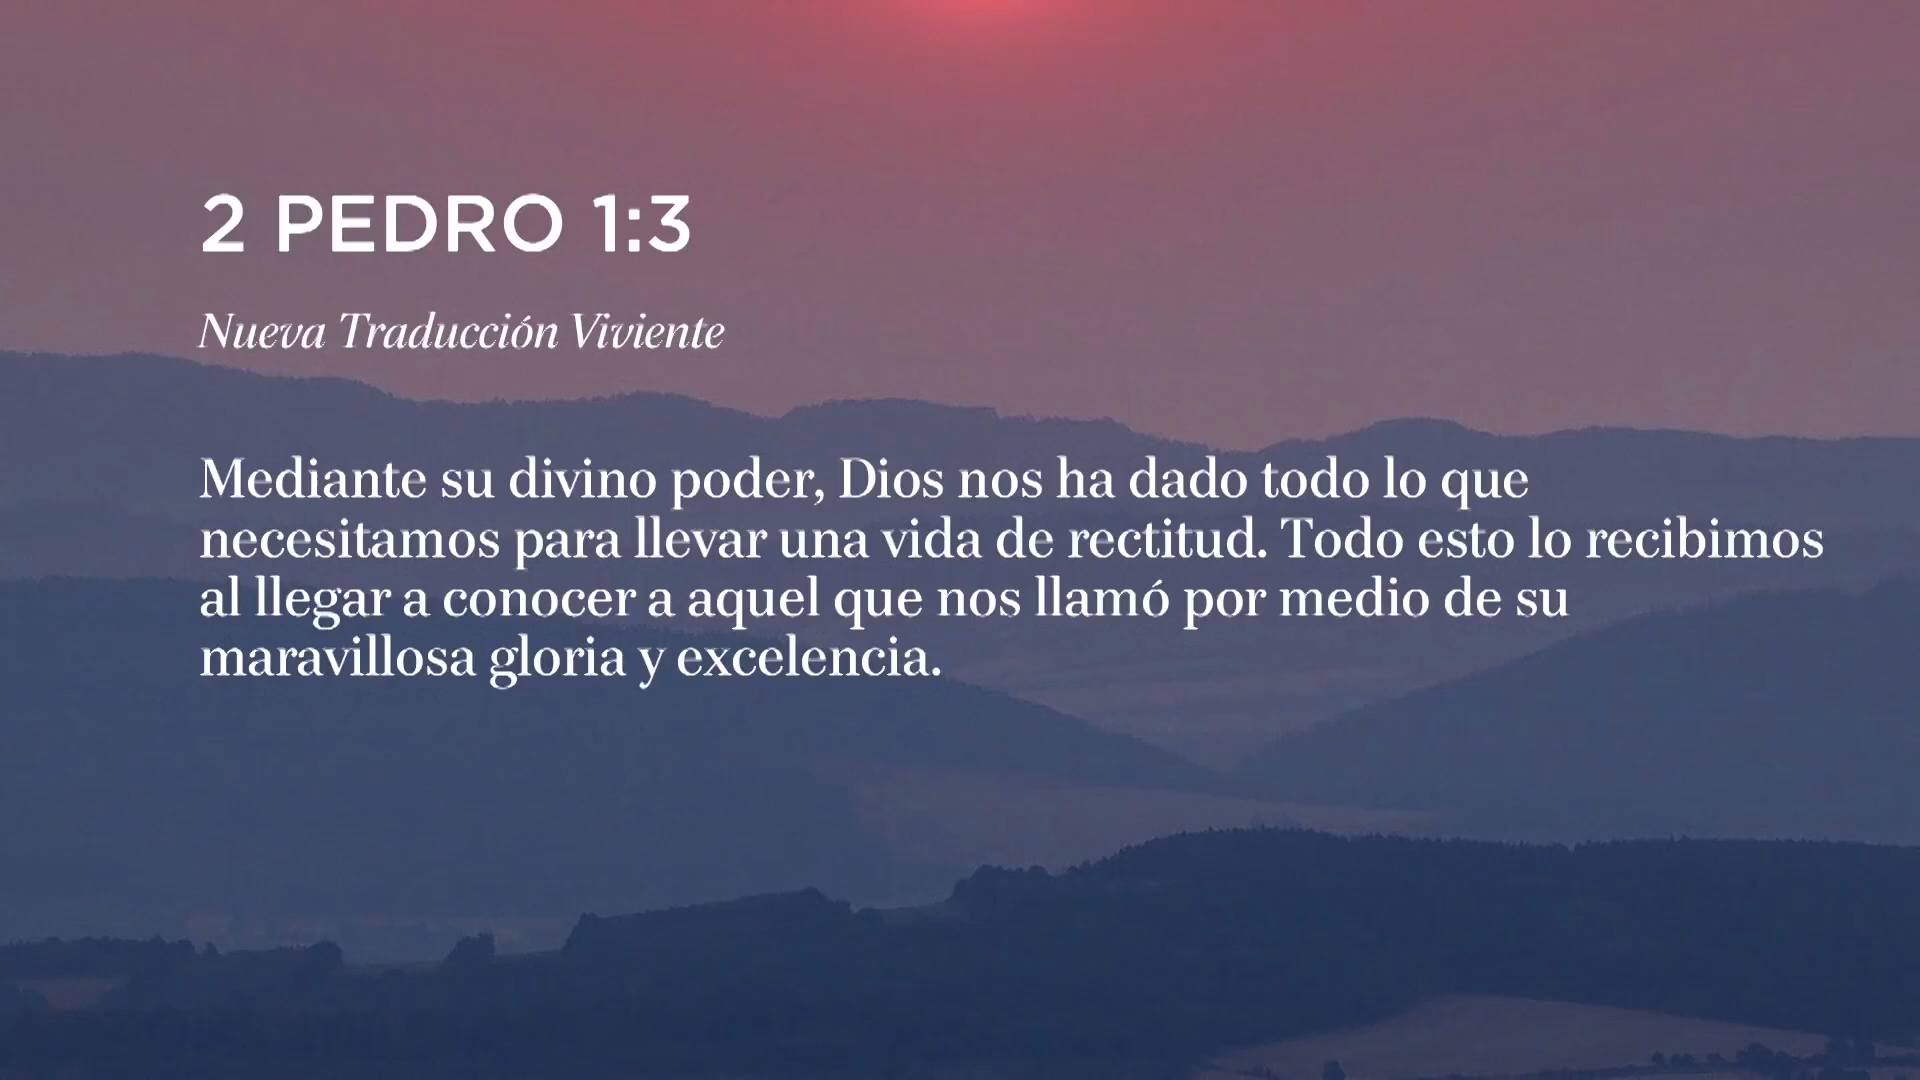 2 PEDRO 1:3
Nueva Traducción Viviente
Mediante su divino poder, Dios nos ha dado todo lo que
necesitamos para llevar una vida de rectitud. Todo esto lo recibimos
al llegar a conocer a aquel que nos llamó por medio de su
maravillosa gloria y excelencia.